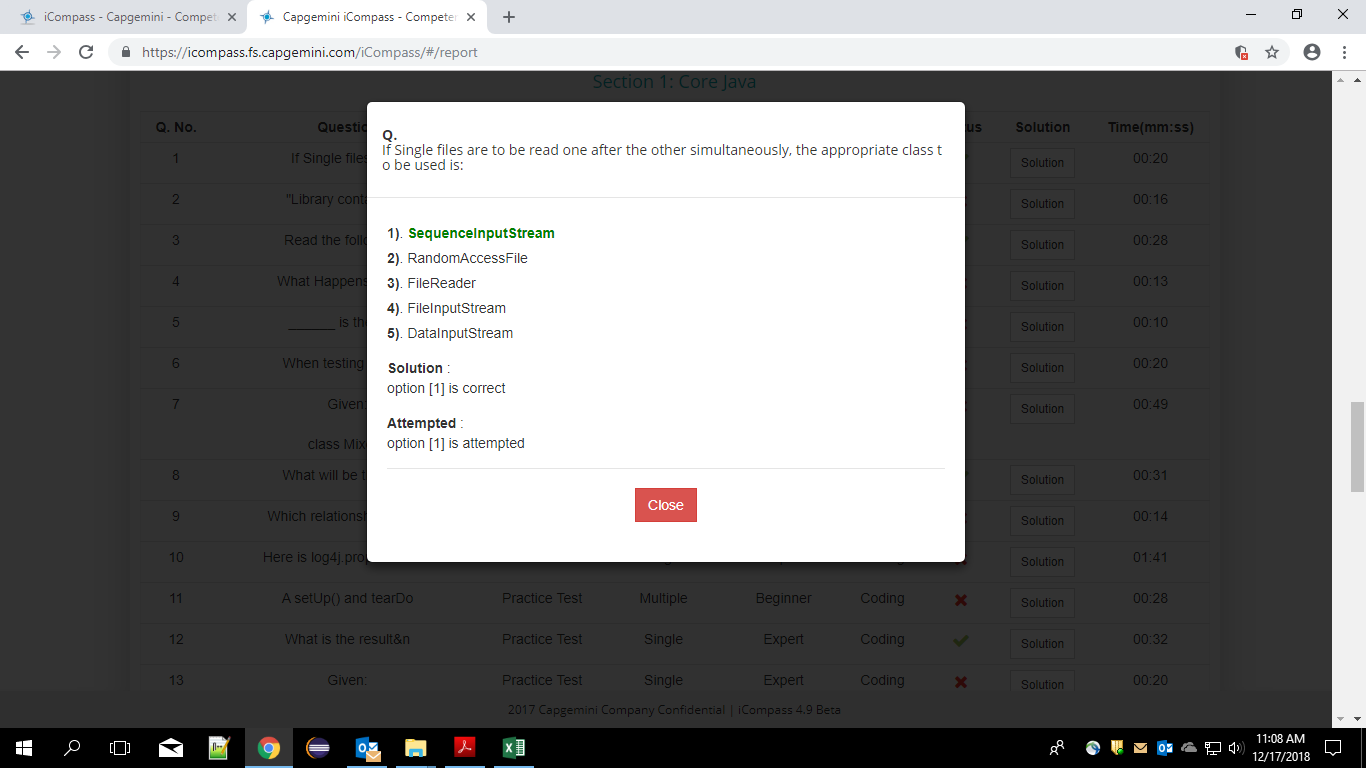 iCompass - Capgemini - Compet
Capgemini iCompass - Competen
https://icompass.fs.capgemini.com/iCompass/#/report
Section 1: Core Java
Q. No. Questio tus Solution Time(mm:ss)
1 If Single files Solution 00:20
2 "Library conta Solution 00:16
3 Read the follo Solution 00:28
4 What Happens Solution 00:13
5 ______ is the Solution 00:10
6 When testing Solution 00:20
7 Given: Solution 00:49
class Mixe
8 What will be t Solution 00:31
9 Which relationsh Solution 00:14
10 Here is log4j.prop Solution 01:41
11 A setUp() and tearDo Practice Test Multiple Beginner Coding Solution 00:28
12 What is the result&n Practice Test Single Expert Coding Solution 00:32
13 Given: Practice Test Single Expert Coding Solution 00:20
Q.
If Single files are to be read one after the other simultaneously, the appropriate class t
o be used is:
1). SequenceInputStream
2). RandomAccessFile
3). FileReader
4). FileInputStream
5). DataInputStream
Solution :
option [1] is correct
Attempted :
option [1] is attempted
Close
2017 Capgemini Company Confidential | iCompass 4.9 Beta
11:08 AM
12/17/2018